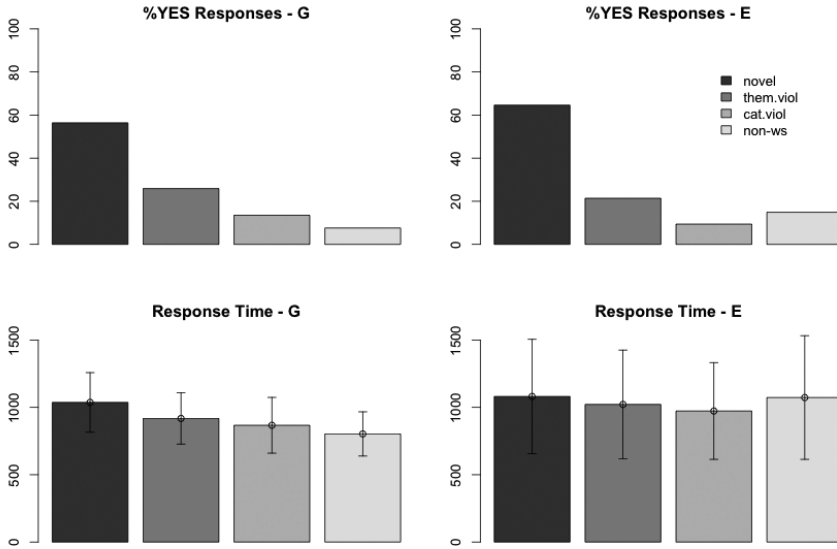 %YES Responses - G
100
80
60
40
20
0
%YES Responses - E
100
80
60
40
20
0
novel
them.viol
cat.viol
non-ws
Response Time - G
1500
1000
500
0
Response Time - E
1500
1000
500
0